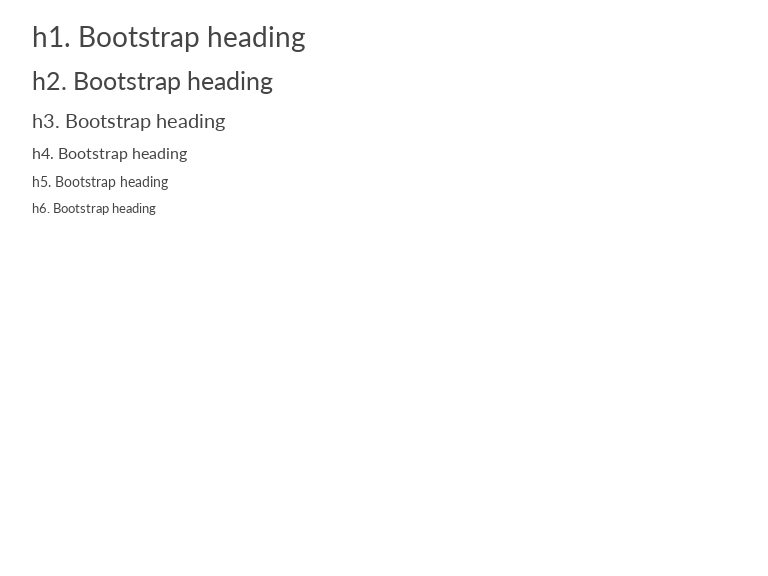 h1. Bootstrap heading
h2. Bootstrap heading
h3. Bootstrap heading
h4. Bootstrap heading
h5. Bootstrap heading
h6. Bootstrap heading